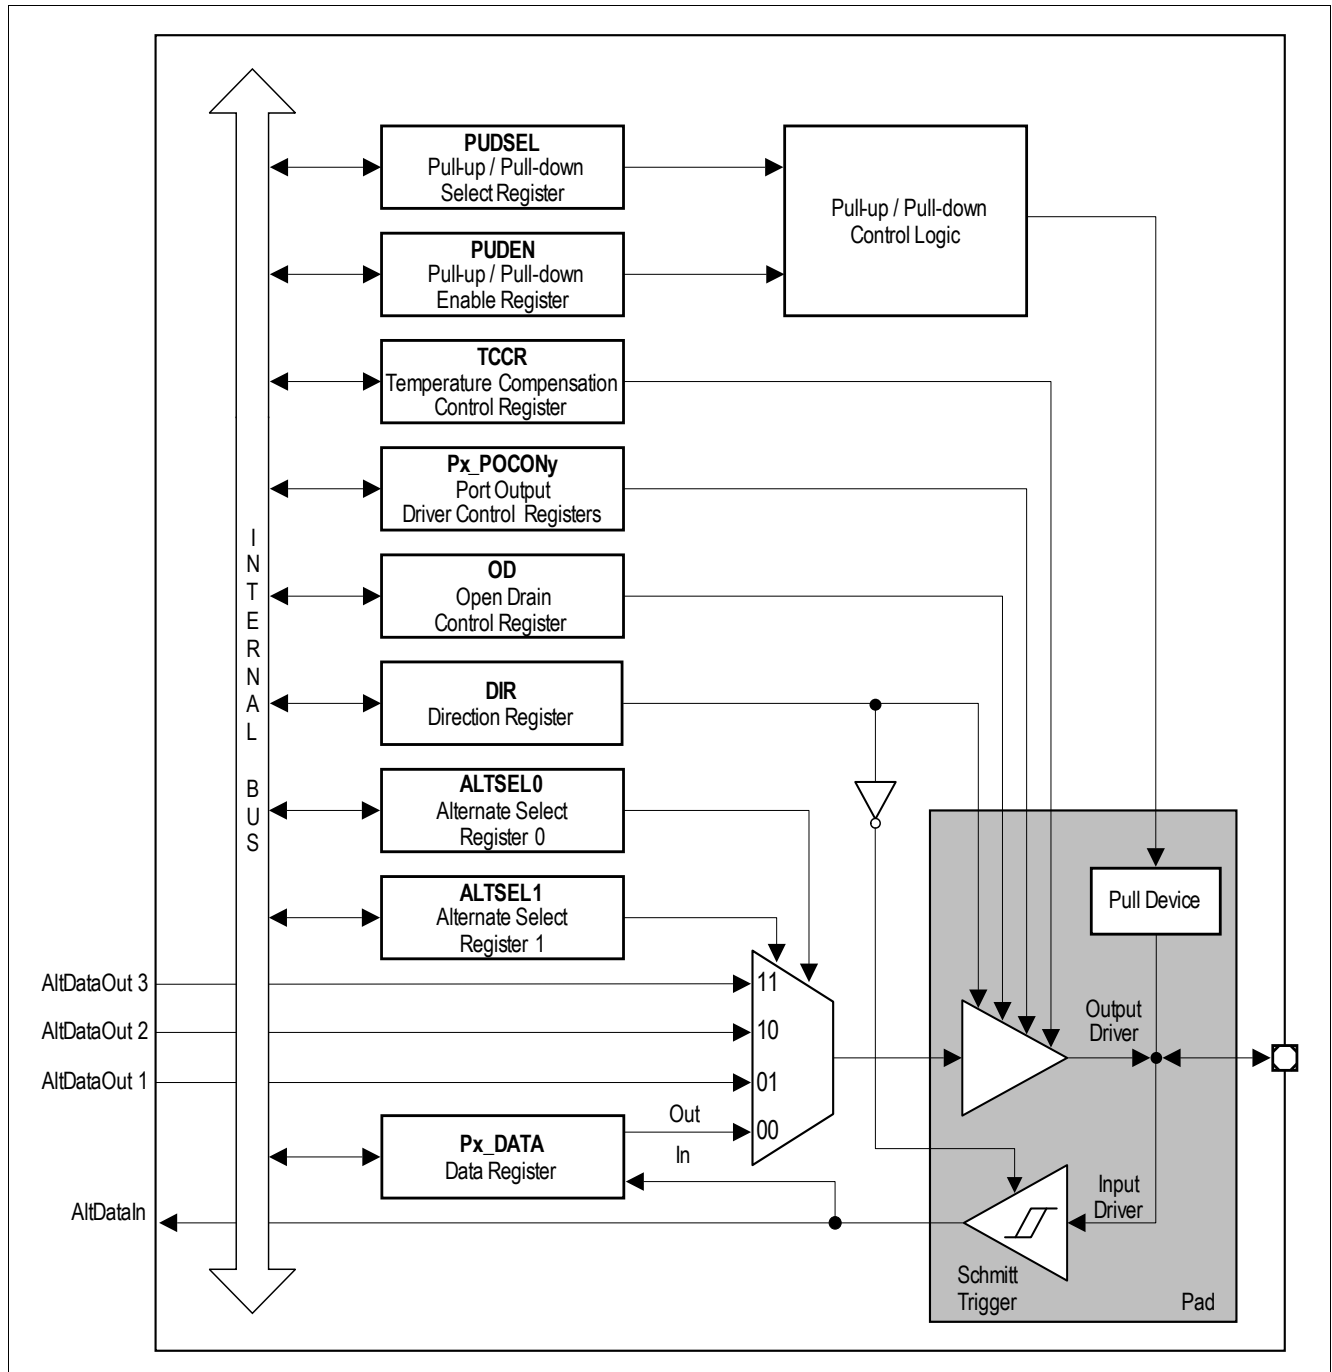 PUDSEL
Pull-up / Pull-down
Select Register
Pull-up / Pull-down
Control Logic
PUDEN
Pull-up / Pull-down
Enable Register
TCCR
Temperature Compensation
Control Register
Px_POCONy
Port Output
Driver Control Registers
INTERNAL BUS
OD
Open Drain
Control Register
DIR
Direction Register
ALTSEL0
Alternate Select
Register 0
ALTSEL1
Alternate Select
Register 1
Pull Device
AltDataOut 3
11
AltDataOut 2
10
Output
Driver
AltDataOut 1
01
Out
00
Px_DATA
Data Register
In
AltDataIn
Input
Driver
Schmitt
Trigger
Pad